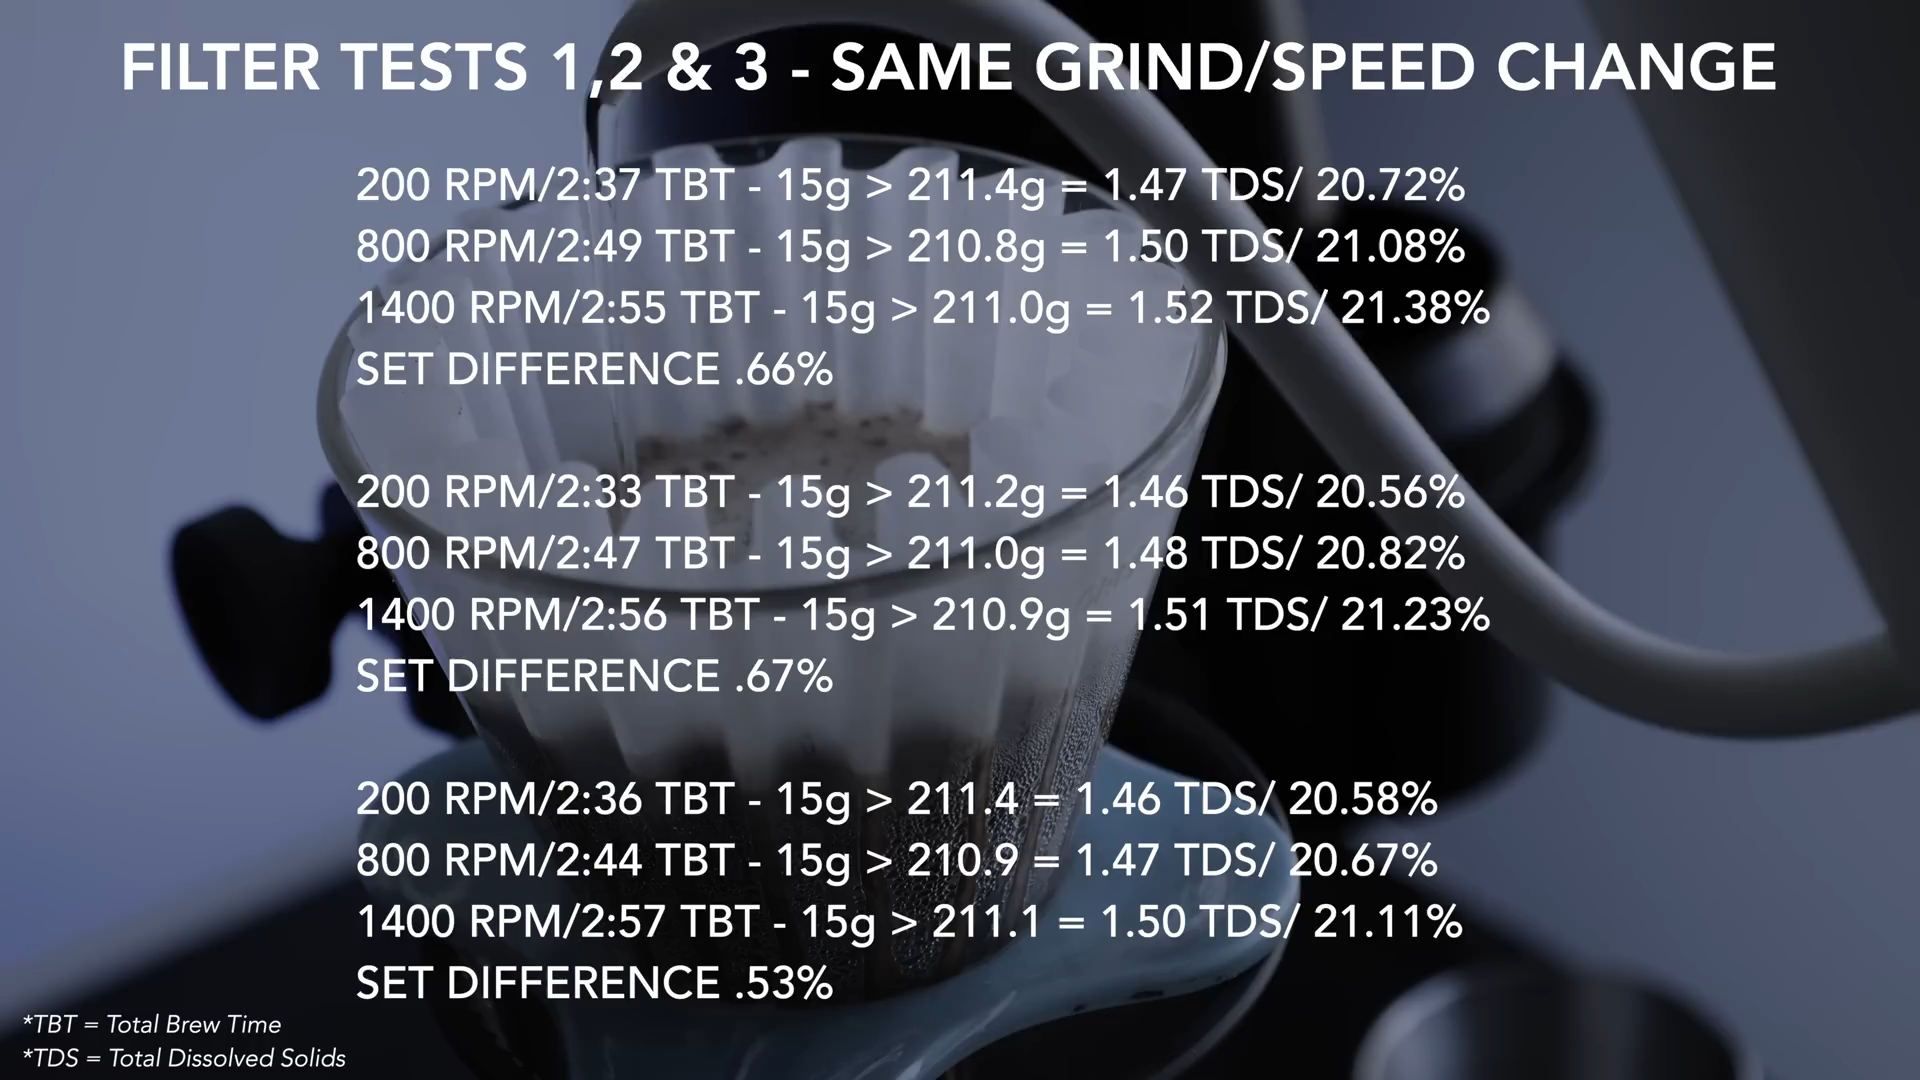 FILTER TESTS 1,2 & 3 - SAME GRIND/SPEED CHANGE
200 RPM/2:37 TBT - 15g > 211.4g = 1.47 TDS/ 20.72%
800 RPM/2:49 TBT - 15g > 210.8g = 1.50 TDS/ 21.08%
1400 RPM/2:55 TBT - 15g > 211.0g = 1.52 TDS/ 21.38%
SET DIFFERENCE .66%
200 RPM/2:33 TBT - 15g > 211.2g = 1.46 TDS/ 20.56%
800 RPM/2:47 TBT - 15g > 211.0g = 1.48 TDS/ 20.82%
1400 RPM/2:56 TBT - 15g > 210.9g = 1.51 TDS/ 21.23%
SET DIFFERENCE .67%
200 RPM/2:36 TBT - 15g > 211.4 = 1.46 TDS/ 20.58%
800 RPM/2:44 TBT - 15g > 210.9 = 1.47 TDS/ 20.67%
1400 RPM/2:57 TBT - 15g > 211.1 = 1.50 TDS/ 21.11%
SET DIFFERENCE .53%
*TBT = Total Brew Time
*TDS = Total Dissolved Solids